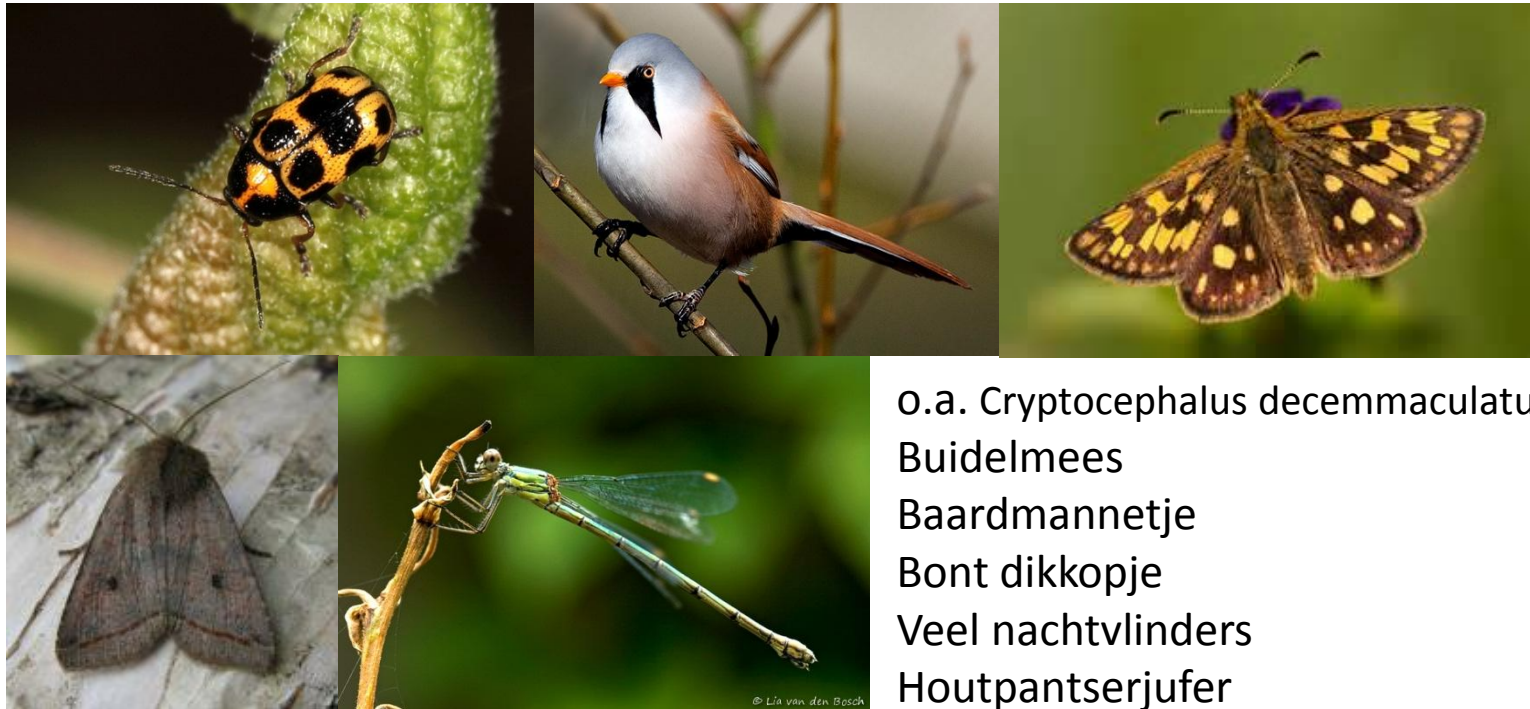 © Lia van den Bosch
o.a. Cryptocephalus decemmaculatu
Buidelmees
Baardmannetje
Bont dikkopje
Veel nachtvlinders
Houtpantserjufer